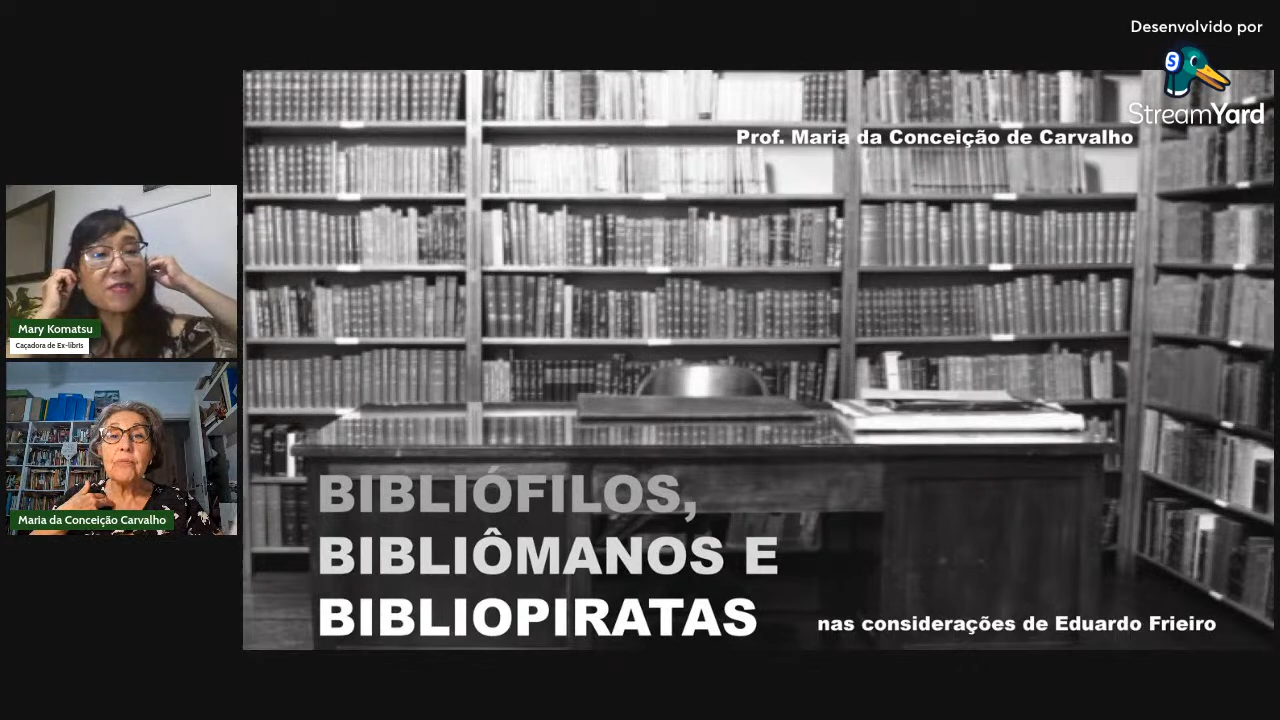 Desenvolvido por
S
StreamYard
Prof. Maria da Conceição de Carvalho
Mary Komatsu
Caçadora de Ex-líbris
Maria da Conceição Carvalho
BIBLIÓFILOS,
BIBLIÔMANOS E
BIBLIOPIRATAS
nas considerações de Eduardo Frieiro